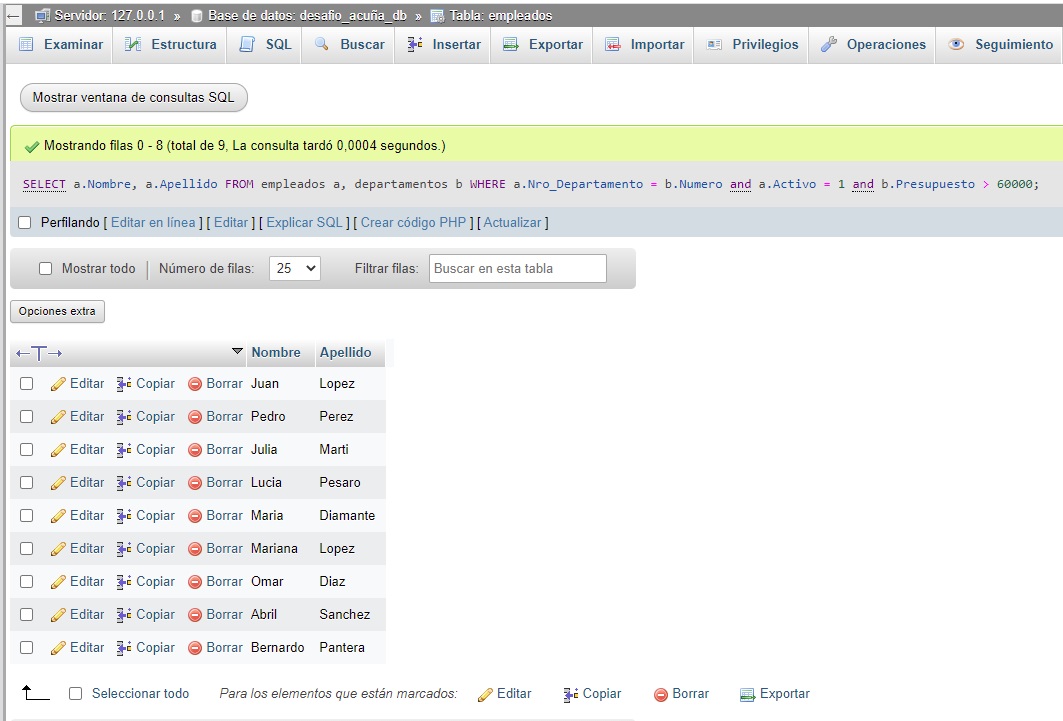 Servidor: 127.0.0.1 » Base de datos: desafio_acuña_db » Tabla: empleados
Examinar Estructura SQL Buscar Insertar Exportar Importar Privilegios Operaciones Seguimiento
Mostrar ventana de consultas SQL
Mostrando filas 0 - 8 (total de 9, La consulta tardó 0,0004 segundos.)
SELECT a.Nombre, a.Apellido FROM empleados a, departamentos b WHERE a.Nro_Departamento = b.Numero and a.Activo = 1 and b.Presupuesto > 60000;
Perfilando [ Editar en línea ] [ Editar ] [ Explicar SQL ] [ Crear código PHP ] [ Actualizar ]
Mostrar todo Número de filas: 25 Filtrar filas: Buscar en esta tabla
Opciones extra
←T→ Nombre Apellido
Editar Copiar Borrar Juan Lopez
Editar Copiar Borrar Pedro Perez
Editar Copiar Borrar Julia Marti
Editar Copiar Borrar Lucia Pesaro
Editar Copiar Borrar Maria Diamante
Editar Copiar Borrar Mariana Lopez
Editar Copiar Borrar Omar Diaz
Editar Copiar Borrar Abril Sanchez
Editar Copiar Borrar Bernardo Pantera
Seleccionar todo Para los elementos que están marcados: Editar Copiar Borrar Exportar